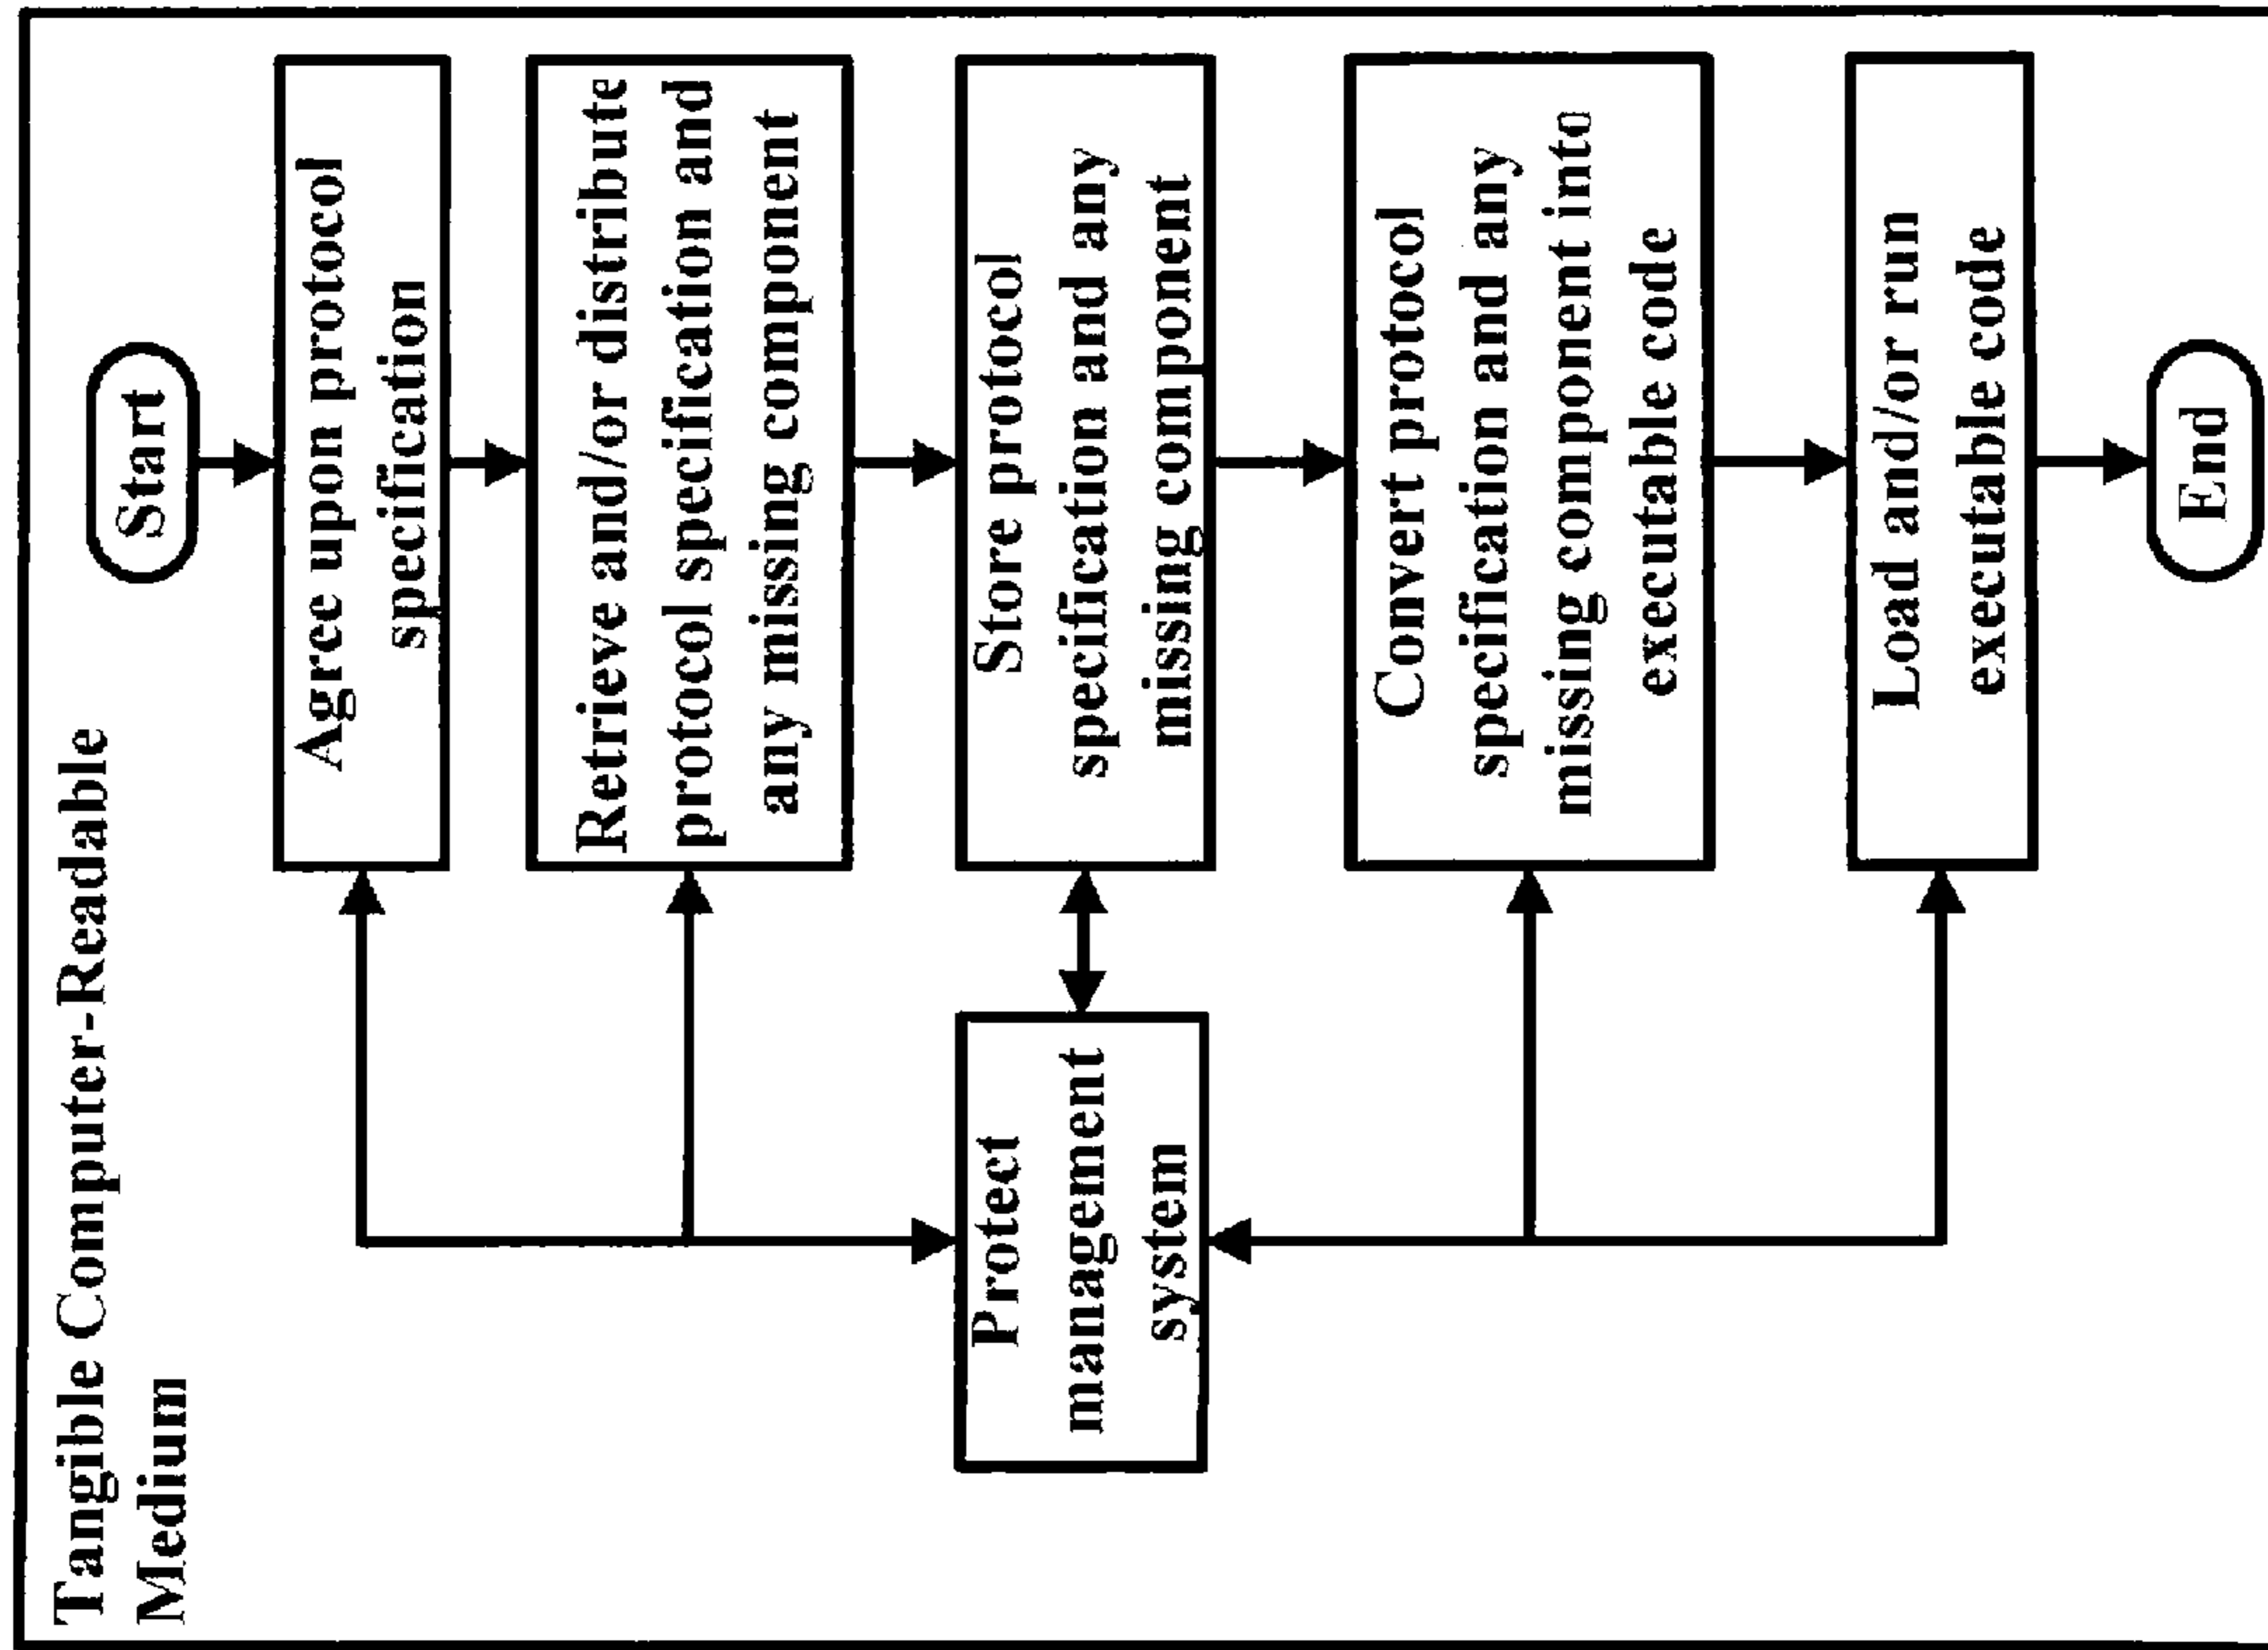 Tangible Computer-Readable
Medium
Start
Agree upon protocol
specification
Retrieve and/or distribute
protocol specification and
any missing component
Store protocol
specification and any
missing component
Protect
management
system
Convert protocol
specification and any
missing component into
executable code
Load and/or run
executable code
End